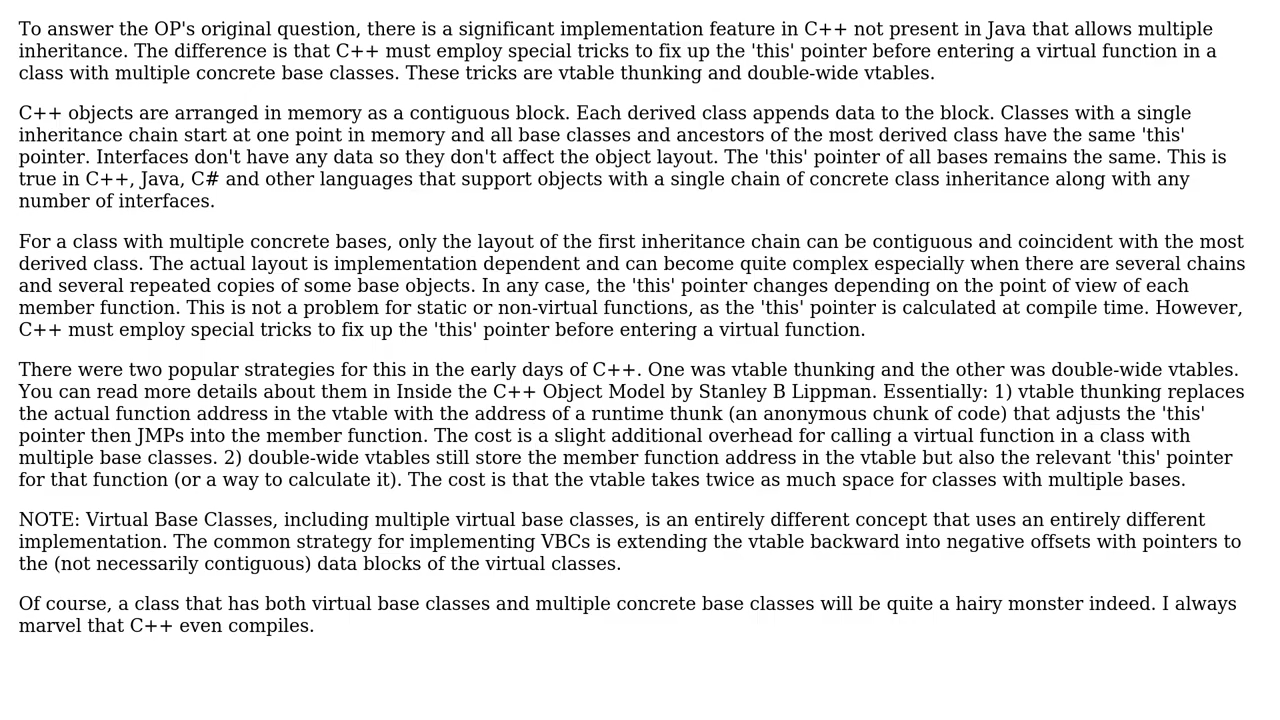 To answer the OP's original question, there is a significant implementation feature in C++ not present in Java that allows multiple
inheritance. The difference is that C++ must employ special tricks to fix up the 'this' pointer before entering a virtual function in a
class with multiple concrete base classes. These tricks are vtable thunking and double-wide vtables.
C++ objects are arranged in memory as a contiguous block. Each derived class appends data to the block. Classes with a single
inheritance chain start at one point in memory and all base classes and ancestors of the most derived class have the same 'this'
pointer. Interfaces don't have any data so they don't affect the object layout. The 'this' pointer of all bases remains the same. This is
true in C++, Java, C# and other languages that support objects with a single chain of concrete class inheritance along with any
number of interfaces.
For a class with multiple concrete bases, only the layout of the first inheritance chain can be contiguous and coincident with the most
derived class. The actual layout is implementation dependent and can become quite complex especially when there are several chains
and several repeated copies of some base objects. In any case, the 'this' pointer changes depending on the point of view of each
member function. This is not a problem for static or non-virtual functions, as the 'this' pointer is calculated at compile time. However,
C++ must employ special tricks to fix up the 'this' pointer before entering a virtual function.
There were two popular strategies for this in the early days of C++. One was vtable thunking and the other was double-wide vtables.
You can read more details about them in Inside the C++ Object Model by Stanley B Lippman. Essentially: 1) vtable thunking replaces
the actual function address in the vtable with the address of a runtime thunk (an anonymous chunk of code) that adjusts the 'this'
pointer then JMPs into the member function. The cost is a slight additional overhead for calling a virtual function in a class with
multiple base classes. 2) double-wide vtables still store the member function address in the vtable but also the relevant 'this' pointer
for that function (or a way to calculate it). The cost is that the vtable takes twice as much space for classes with multiple bases.
NOTE: Virtual Base Classes, including multiple virtual base classes, is an entirely different concept that uses an entirely different
implementation. The common strategy for implementing VBCs is extending the vtable backward into negative offsets with pointers to
the (not necessarily contiguous) data blocks of the virtual classes.
Of course, a class that has both virtual base classes and multiple concrete base classes will be quite a hairy monster indeed. I always
marvel that C++ even compiles.